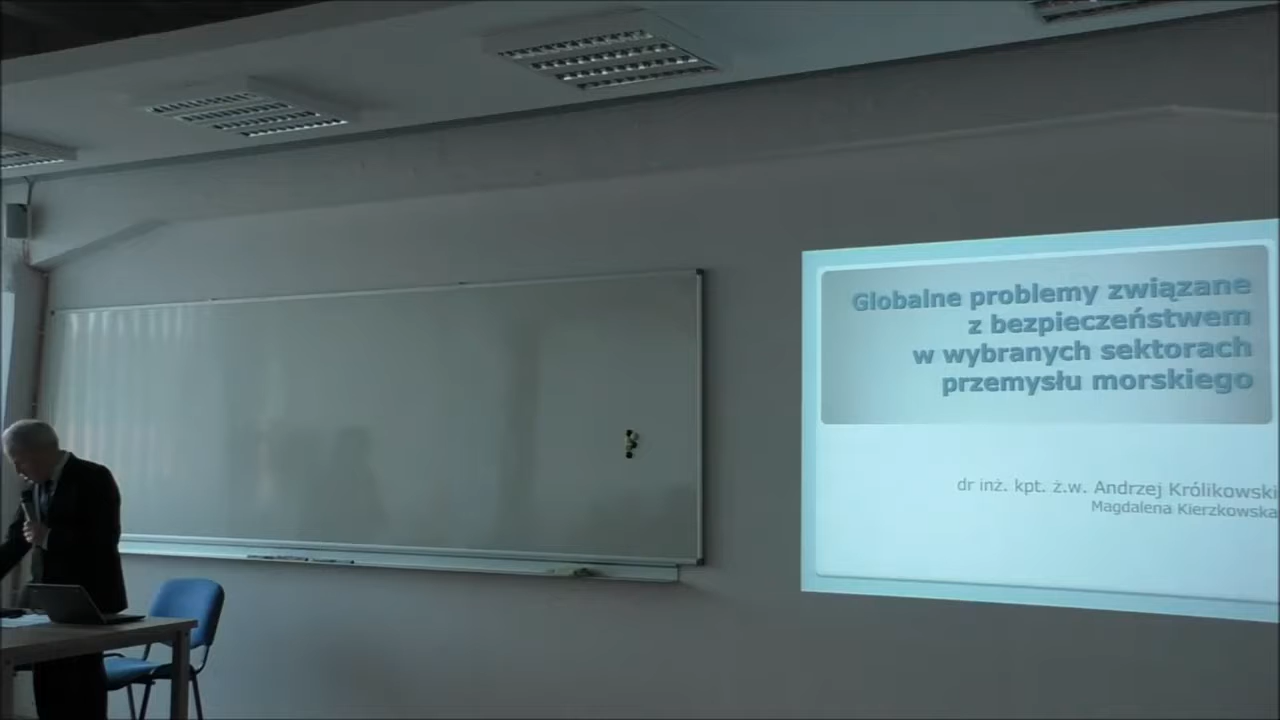 Globalne problemy związane
z bezpieczeństwem
w wybranych sektorach
przemysłu morskiego
dr inż. kpt. ż.w. Andrzej Królikowski
Magdalena Kierzkowska